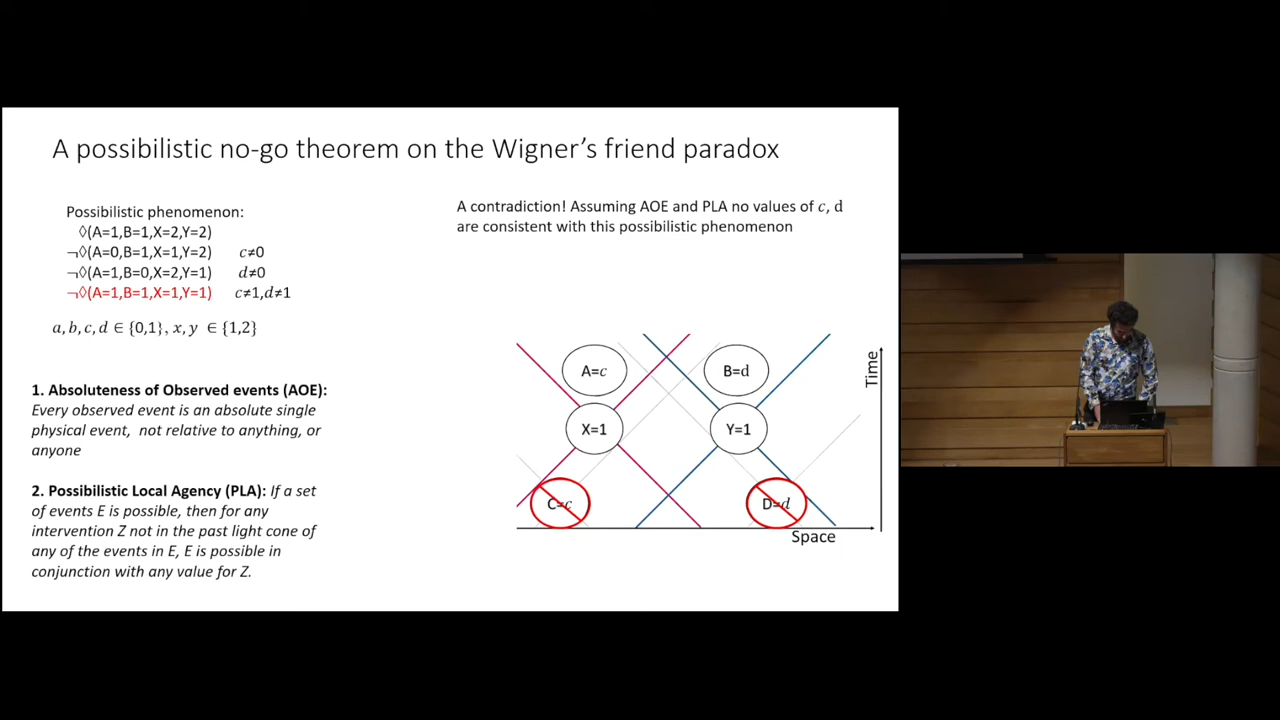 A possibilistic no-go theorem on the Wigner's friend paradox
Possibilistic phenomenon:
◊(A=1,B=1,X=2,Y=2)
¬◊(A=0,B=1,X=1,Y=2) c≠0
¬◊(A=1,B=0,X=2,Y=1) d≠0
¬◊(A=1,B=1,X=1,Y=1) c≠1,d≠1
a, b, c, d ∈ {0,1}, x, y ∈ {1,2}
1. Absoluteness of Observed events (AOE):
Every observed event is an absolute single
physical event, not relative to anything, or
anyone
2. Possibilistic Local Agency (PLA): If a set
of events E is possible, then for any
intervention Z not in the past light cone of
any of the events in E, E is possible in
conjunction with any value for Z.
A contradiction! Assuming AOE and PLA no values of c, d
are consistent with this possibilistic phenomenon
A=c
B=d
X=1
Y=1
C=c
D=d
Time
Space